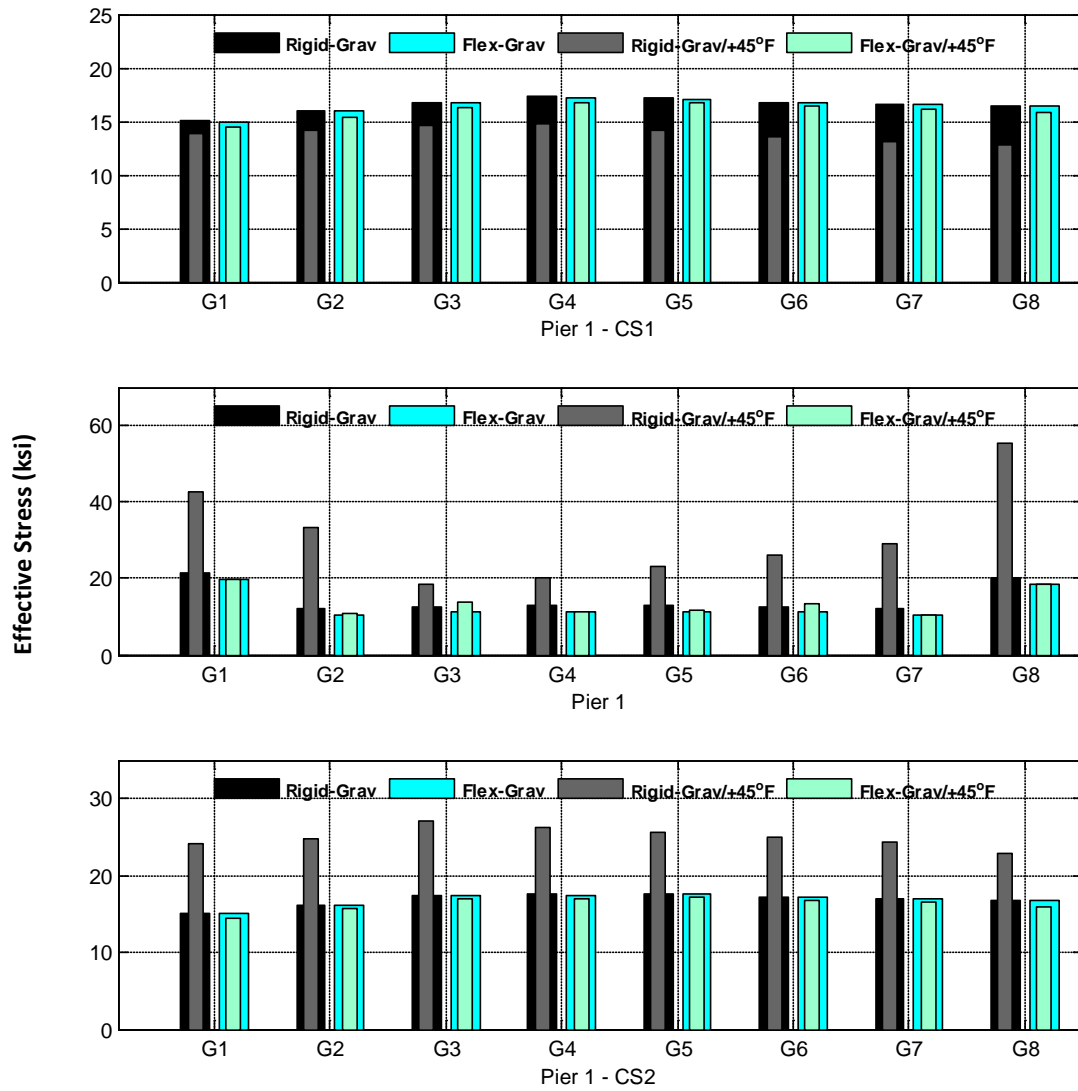 Effective Stress (ksi)
25
20
15
10
5
0
Rigid-Grav Flex-Grav Rigid-Grav/+45°F Flex-Grav/+45°F
G1 G2 G3 G4 G5 G6 G7 G8
Pier 1 - CS1
60
40
20
0
Rigid-Grav Flex-Grav Rigid-Grav/+45°F Flex-Grav/+45°F
G1 G2 G3 G4 G5 G6 G7 G8
Pier 1
30
20
10
0
Rigid-Grav Flex-Grav Rigid-Grav/+45°F Flex-Grav/+45°F
G1 G2 G3 G4 G5 G6 G7 G8
Pier 1 - CS2